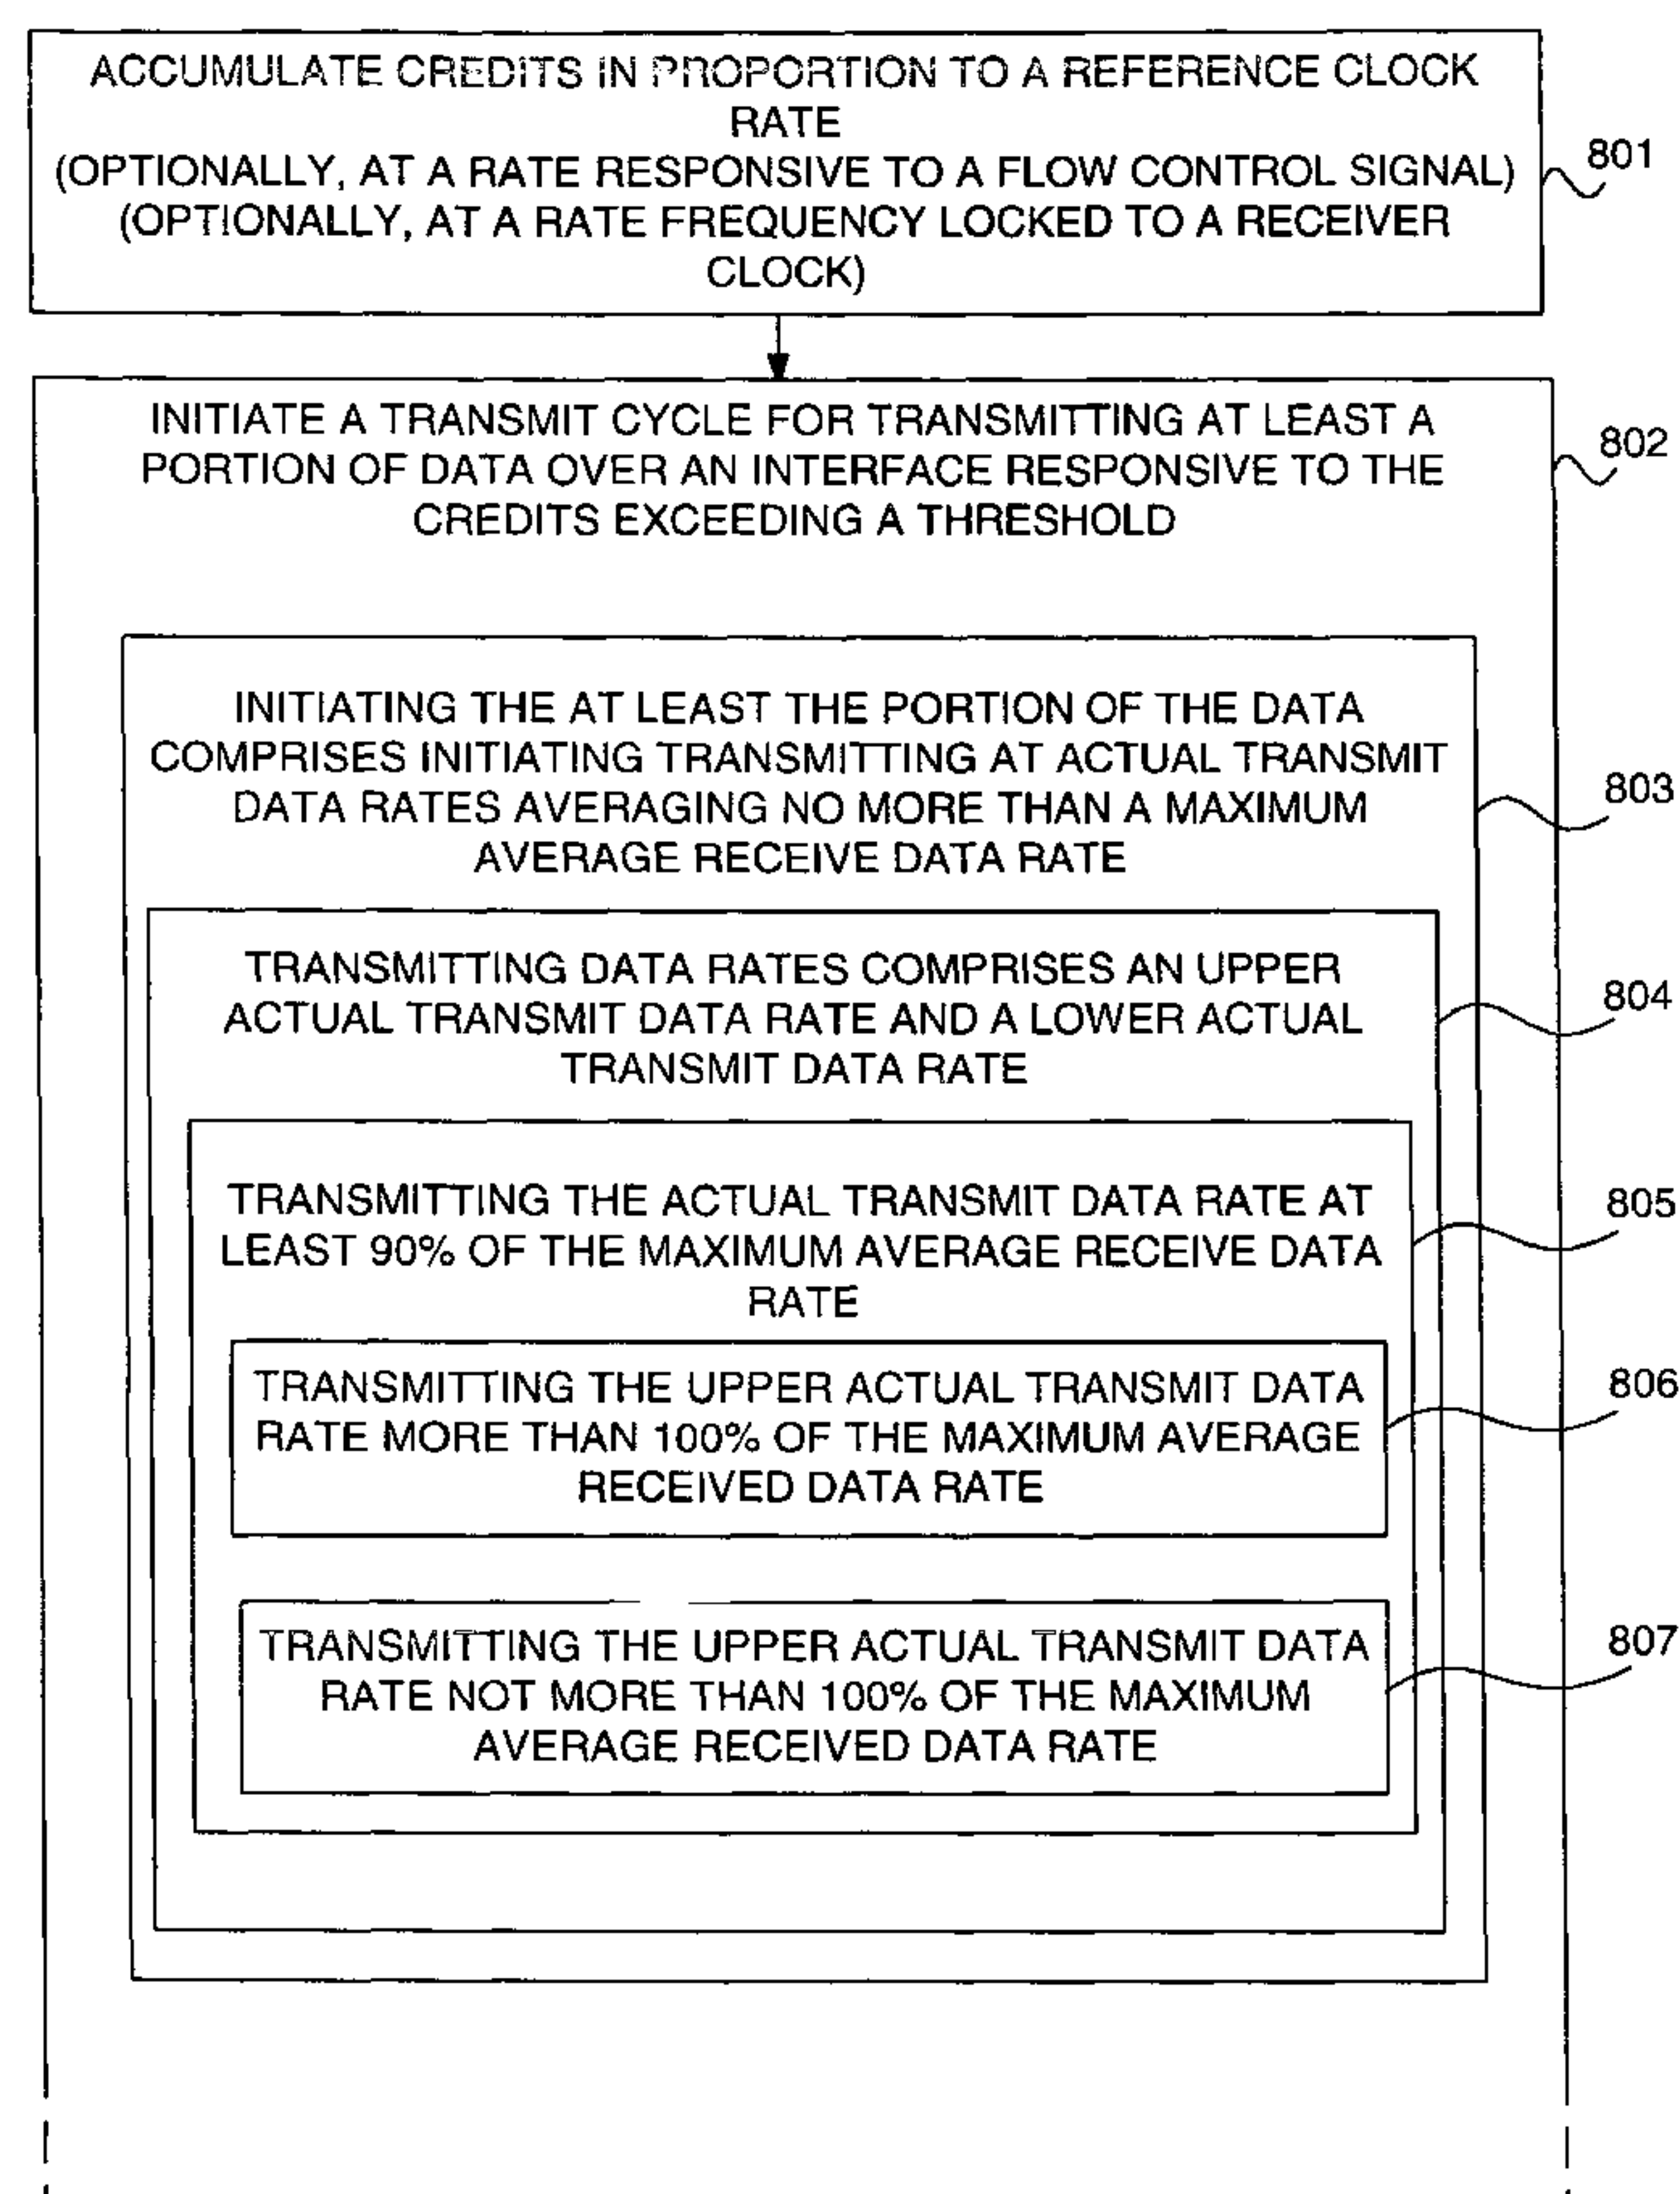 ACCUMULATE CREDITS IN PROPORTION TO A REFERENCE CLOCK
RATE
(OPTIONALLY, AT A RATE RESPONSIVE TO A FLOW CONTROL SIGNAL)
(OPTIONALLY, AT A RATE FREQUENCY LOCKED TO A RECEIVER
CLOCK)
801
INITIATE A TRANSMIT CYCLE FOR TRANSMITTING AT LEAST A
PORTION OF DATA OVER AN INTERFACE RESPONSIVE TO THE
CREDITS EXCEEDING A THRESHOLD
802
INITIATING THE AT LEAST THE PORTION OF THE DATA
COMPRISES INITIATING TRANSMITTING AT ACTUAL TRANSMIT
DATA RATES AVERAGING NO MORE THAN A MAXIMUM
AVERAGE RECEIVE DATA RATE
803
TRANSMITTING DATA RATES COMPRISES AN UPPER
ACTUAL TRANSMIT DATA RATE AND A LOWER ACTUAL
TRANSMIT DATA RATE
804
TRANSMITTING THE ACTUAL TRANSMIT DATA RATE AT
LEAST 90% OF THE MAXIMUM AVERAGE RECEIVE DATA
RATE
805
TRANSMITTING THE UPPER ACTUAL TRANSMIT DATA
RATE MORE THAN 100% OF THE MAXIMUM AVERAGE
RECEIVED DATA RATE
806
TRANSMITTING THE UPPER ACTUAL TRANSMIT DATA
RATE NOT MORE THAN 100% OF THE MAXIMUM
AVERAGE RECEIVED DATA RATE
807